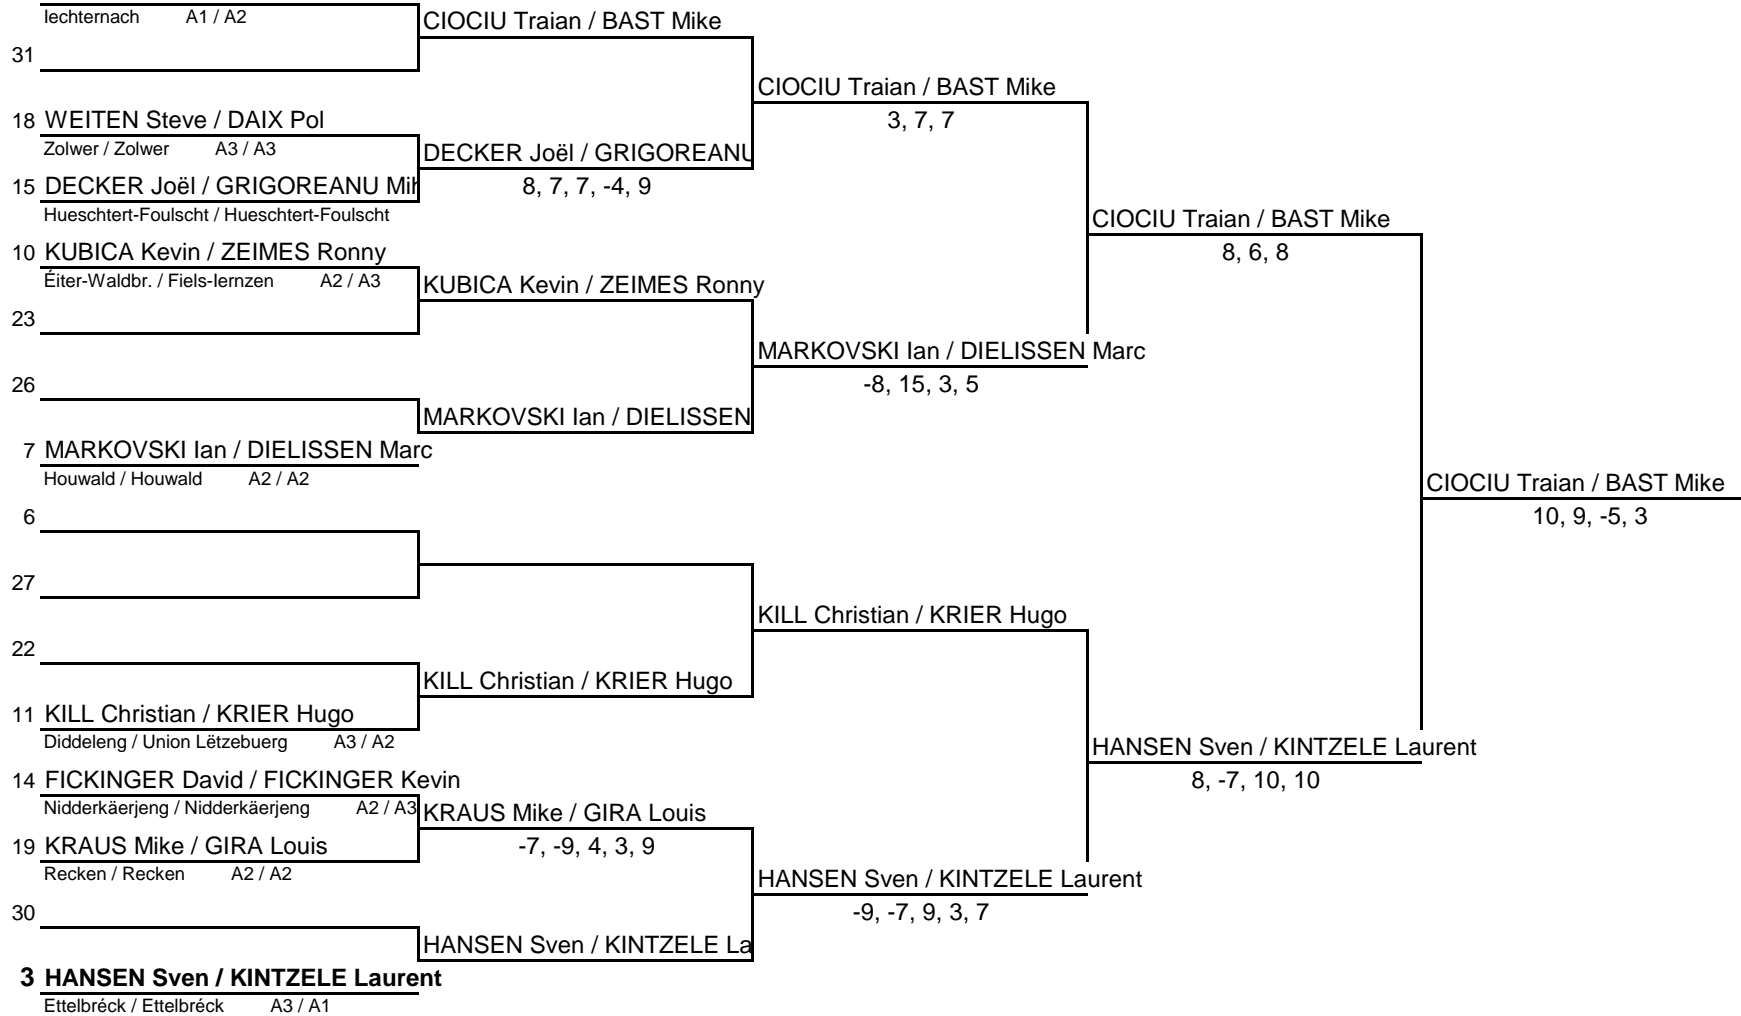 Iechternach A1 / A2
CIOCIU Traian / BAST Mike
31
CIOCIU Traian / BAST Mike
3, 7, 7
18 WEITEN Steve / DAIX Pol
Zolwer / Zolwer A3 / A3
DECKER Joël / GRIGOREANU
8, 7, 7, -4, 9
15 DECKER Joël / GRIGOREANU Mih
Hueschtert-Foulscht / Hueschtert-Foulscht
CIOCIU Traian / BAST Mike
8, 6, 8
10 KUBICA Kevin / ZEIMES Ronny
Éiter-Waldbr. / Fiels-Iernzen A2 / A3
KUBICA Kevin / ZEIMES Ronny
23
MARKOVSKI Ian / DIELISSEN Marc
-8, 15, 3, 5
26
MARKOVSKI Ian / DIELISSEN
7 MARKOVSKI Ian / DIELISSEN Marc
Houwald / Houwald A2 / A2
CIOCIU Traian / BAST Mike
10, 9, -5, 3
6
27
KILL Christian / KRIER Hugo
22
KILL Christian / KRIER Hugo
11 KILL Christian / KRIER Hugo
Diddeleng / Union Lëtzebuerg A3 / A2
HANSEN Sven / KINTZELE Laurent
8, -7, 10, 10
14 FICKINGER David / FICKINGER Kevin
Nidderkäerjeng / Nidderkäerjeng A2 / A3
KRAUS Mike / GIRA Louis
-7, -9, 4, 3, 9
19 KRAUS Mike / GIRA Louis
Recken / Recken A2 / A2
HANSEN Sven / KINTZELE Laurent
-9, -7, 9, 3, 7
30
HANSEN Sven / KINTZELE La
3 HANSEN Sven / KINTZELE Laurent
Ettelbréck / Ettelbréck A3 / A1